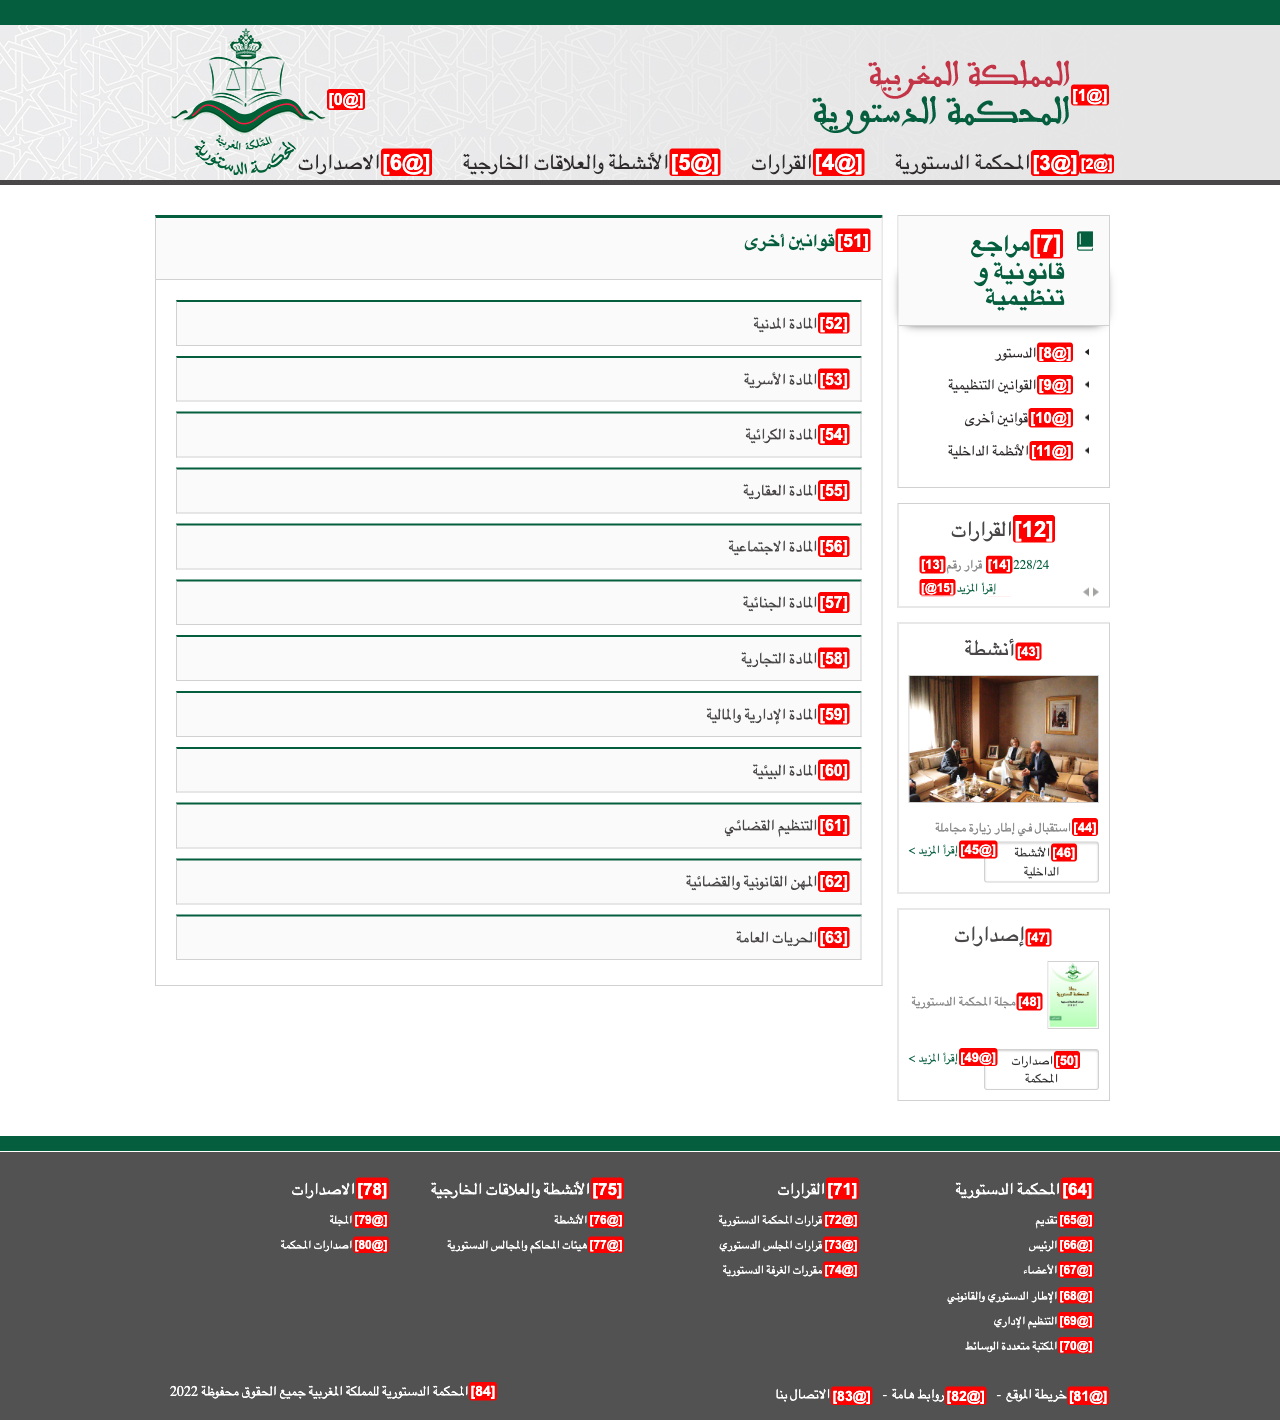 المملكة المغربية
المحكمة الدستورية
[@0]
[@1]
[@2] [@3]المحكمة الدستورية [@4]القرارات [@5]الأنشطة والعلاقات الخارجية [@6]الاصدارات
[7]مراجع
قانونية و
تنظيمية
[@8]الدستور
[@9]القوانين التنظيمية
[@10]قوانين أخرى
[@11]الأنظمة الداخلية
[12]القرارات
[13]قرار رقم [14]228/24
[@15]إقرأ المزيد
[43]أنشطة
[44]استقبال في إطار زيارة مجاملة
[@45]إقرأ المزيد >
[46]الأنشطة
الداخلية
[47]إصدارات
[48]مجلة المحكمة الدستورية
[@49]إقرأ المزيد >
[50]اصدارات
المحكمة
[51]قوانين أخرى
[52]المادة المدنية
[53]المادة الأسرية
[54]المادة الكرائية
[55]المادة العقارية
[56]المادة الاجتماعية
[57]المادة الجنائية
[58]المادة التجارية
[59]المادة الإدارية والمالية
[60]المادة البيئية
[61]التنظيم القضائي
[62]المهن القانونية والقضائية
[63]الحريات العامة
[64]المحكمة الدستورية
[@65]تقديم
[@66]الرئيس
[@67]الأعضاء
[@68]الإطار الدستوري والقانوني
[@69]التنظيم الإداري
[@70]المكتبة متعددة الوسائط
[71]القرارات
[@72]قرارات المحكمة الدستورية
[@73]قرارات المجلس الدستوري
[@74]مقررات الغرفة الدستورية
[75]الأنشطة والعلاقات الخارجية
[@76]الأنشطة
[@77]هيئات المحاكم والمجالس الدستورية
[78]الاصدارات
[@79]المجلة
[@80]اصدارات المحكمة
[@81]خريطة الموقع - [@82]روابط هامة - [@83]الاتصال بنا
[84]المحكمة الدستورية للمملكة المغربية جميع الحقوق محفوظة 2022